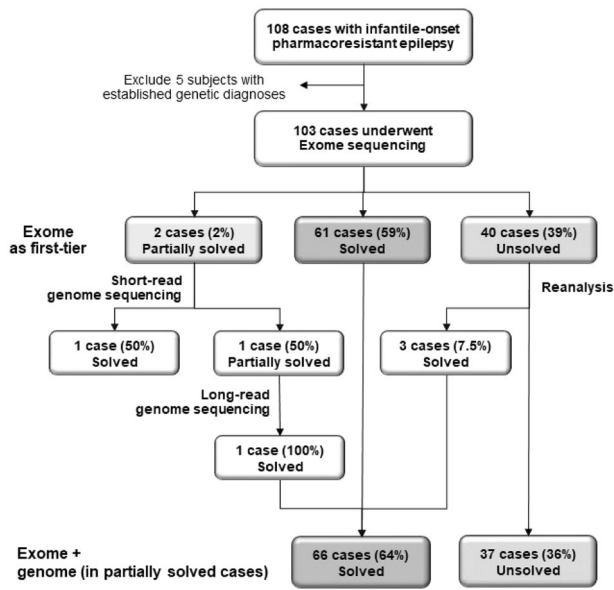 108 cases with infantile-onset
pharmacoresistant epilepsy
Exclude 5 subjects with
established genetic diagnoses
103 cases underwent
Exome sequencing
Exome
as first-tier
2 cases (2%)
Partially solved
61 cases (59%)
Solved
40 cases (39%)
Unsolved
Short-read
genome sequencing
Reanalysis
1 case (50%)
Solved
1 case (50%)
Partially solved
3 cases (7.5%)
Solved
Long-read
genome sequencing
1 case (100%)
Solved
Exome +
genome (in partially solved cases)
66 cases (64%)
Solved
37 cases (36%)
Unsolved